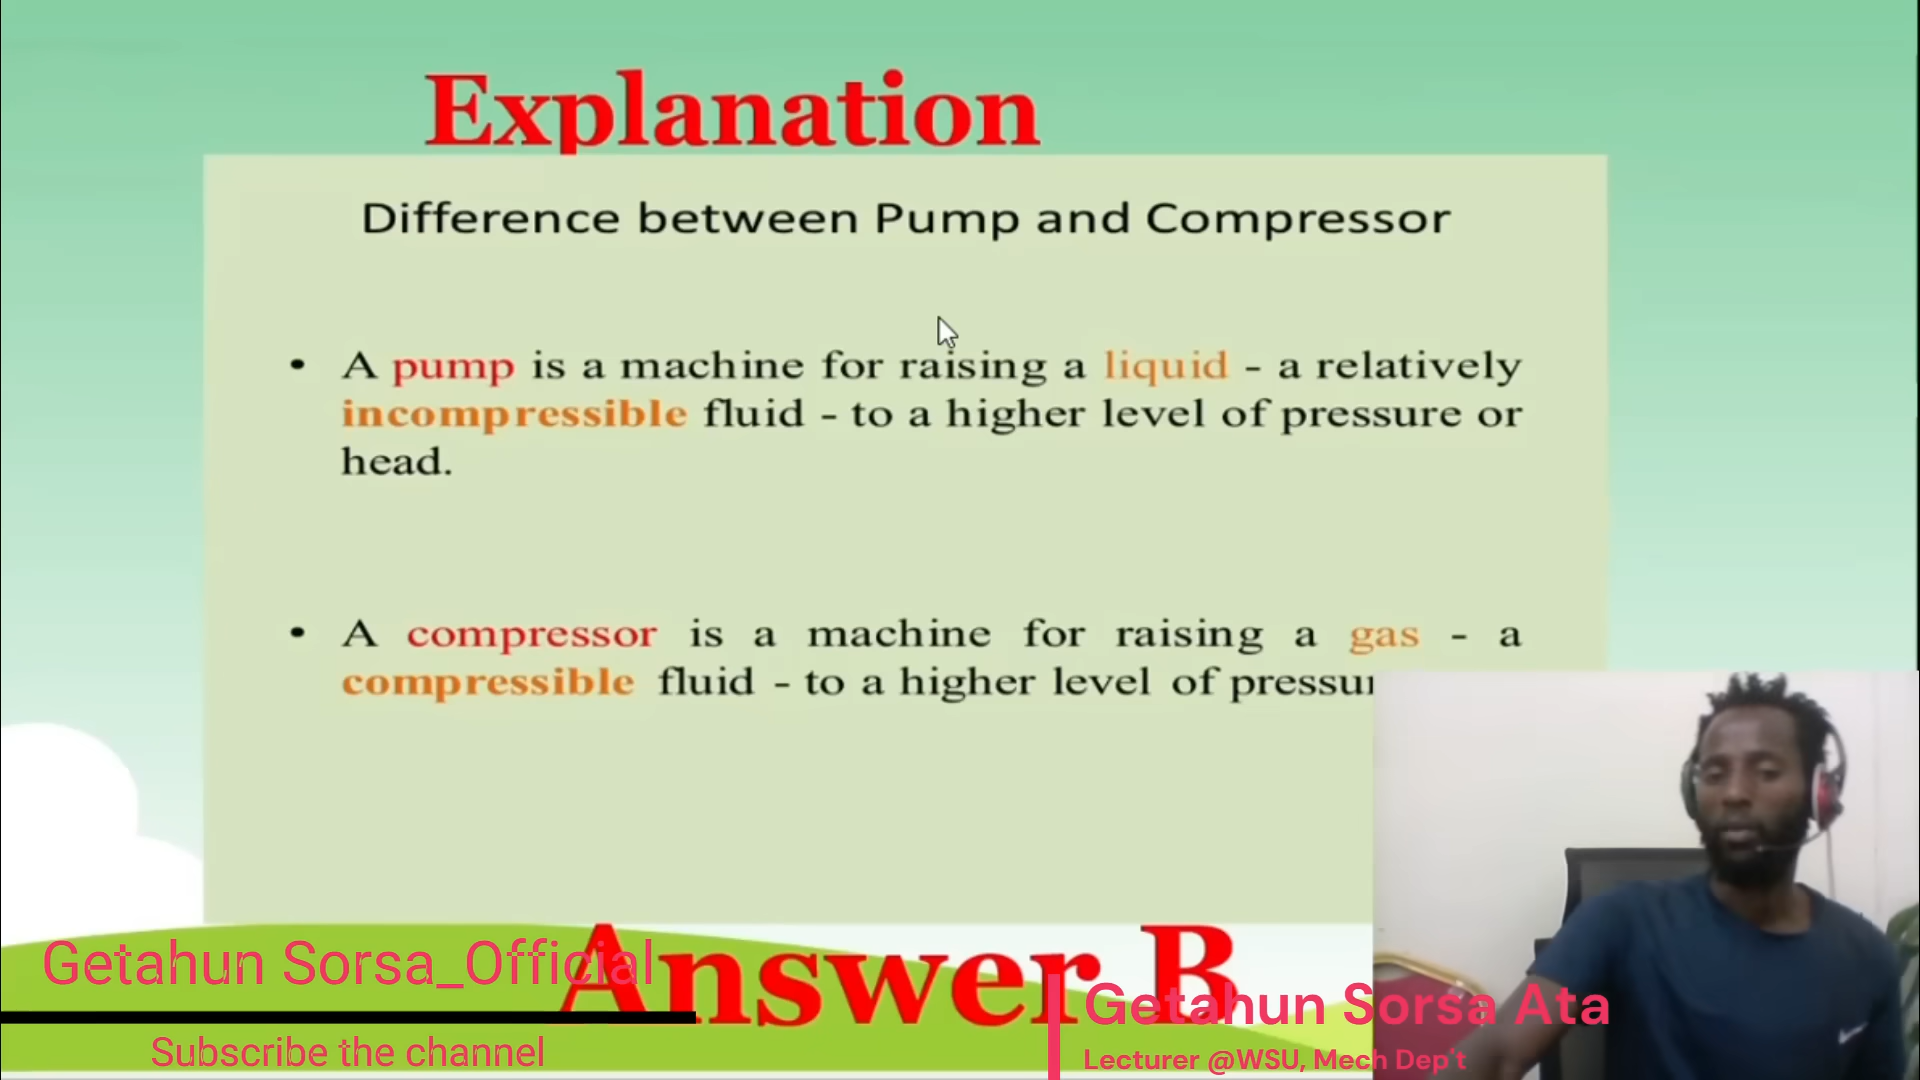 Explanation
Difference between Pump and Compressor
• A pump is a machine for raising a liquid - a relatively
incompressible fluid - to a higher level of pressure or
head.
• A compressor is a machine for raising a gas - a
compressible fluid - to a higher level of
Answer B
Getahun Sorsa_Official
Subscribe the channel
Getahun Sorsa Ata
Lecturer @WSU, Mech Dep't